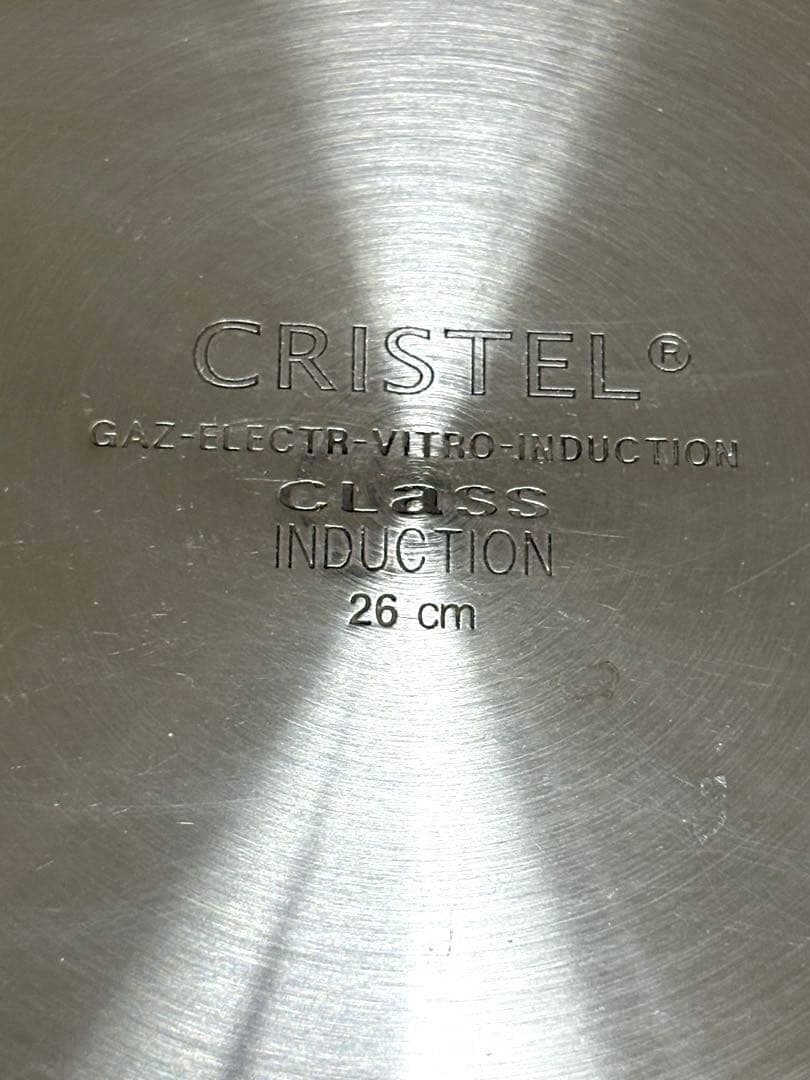 CRISTEL®
GAZ-ELECTR-VITRO-INDUCTION
CLass
INDUCTION
26 cm